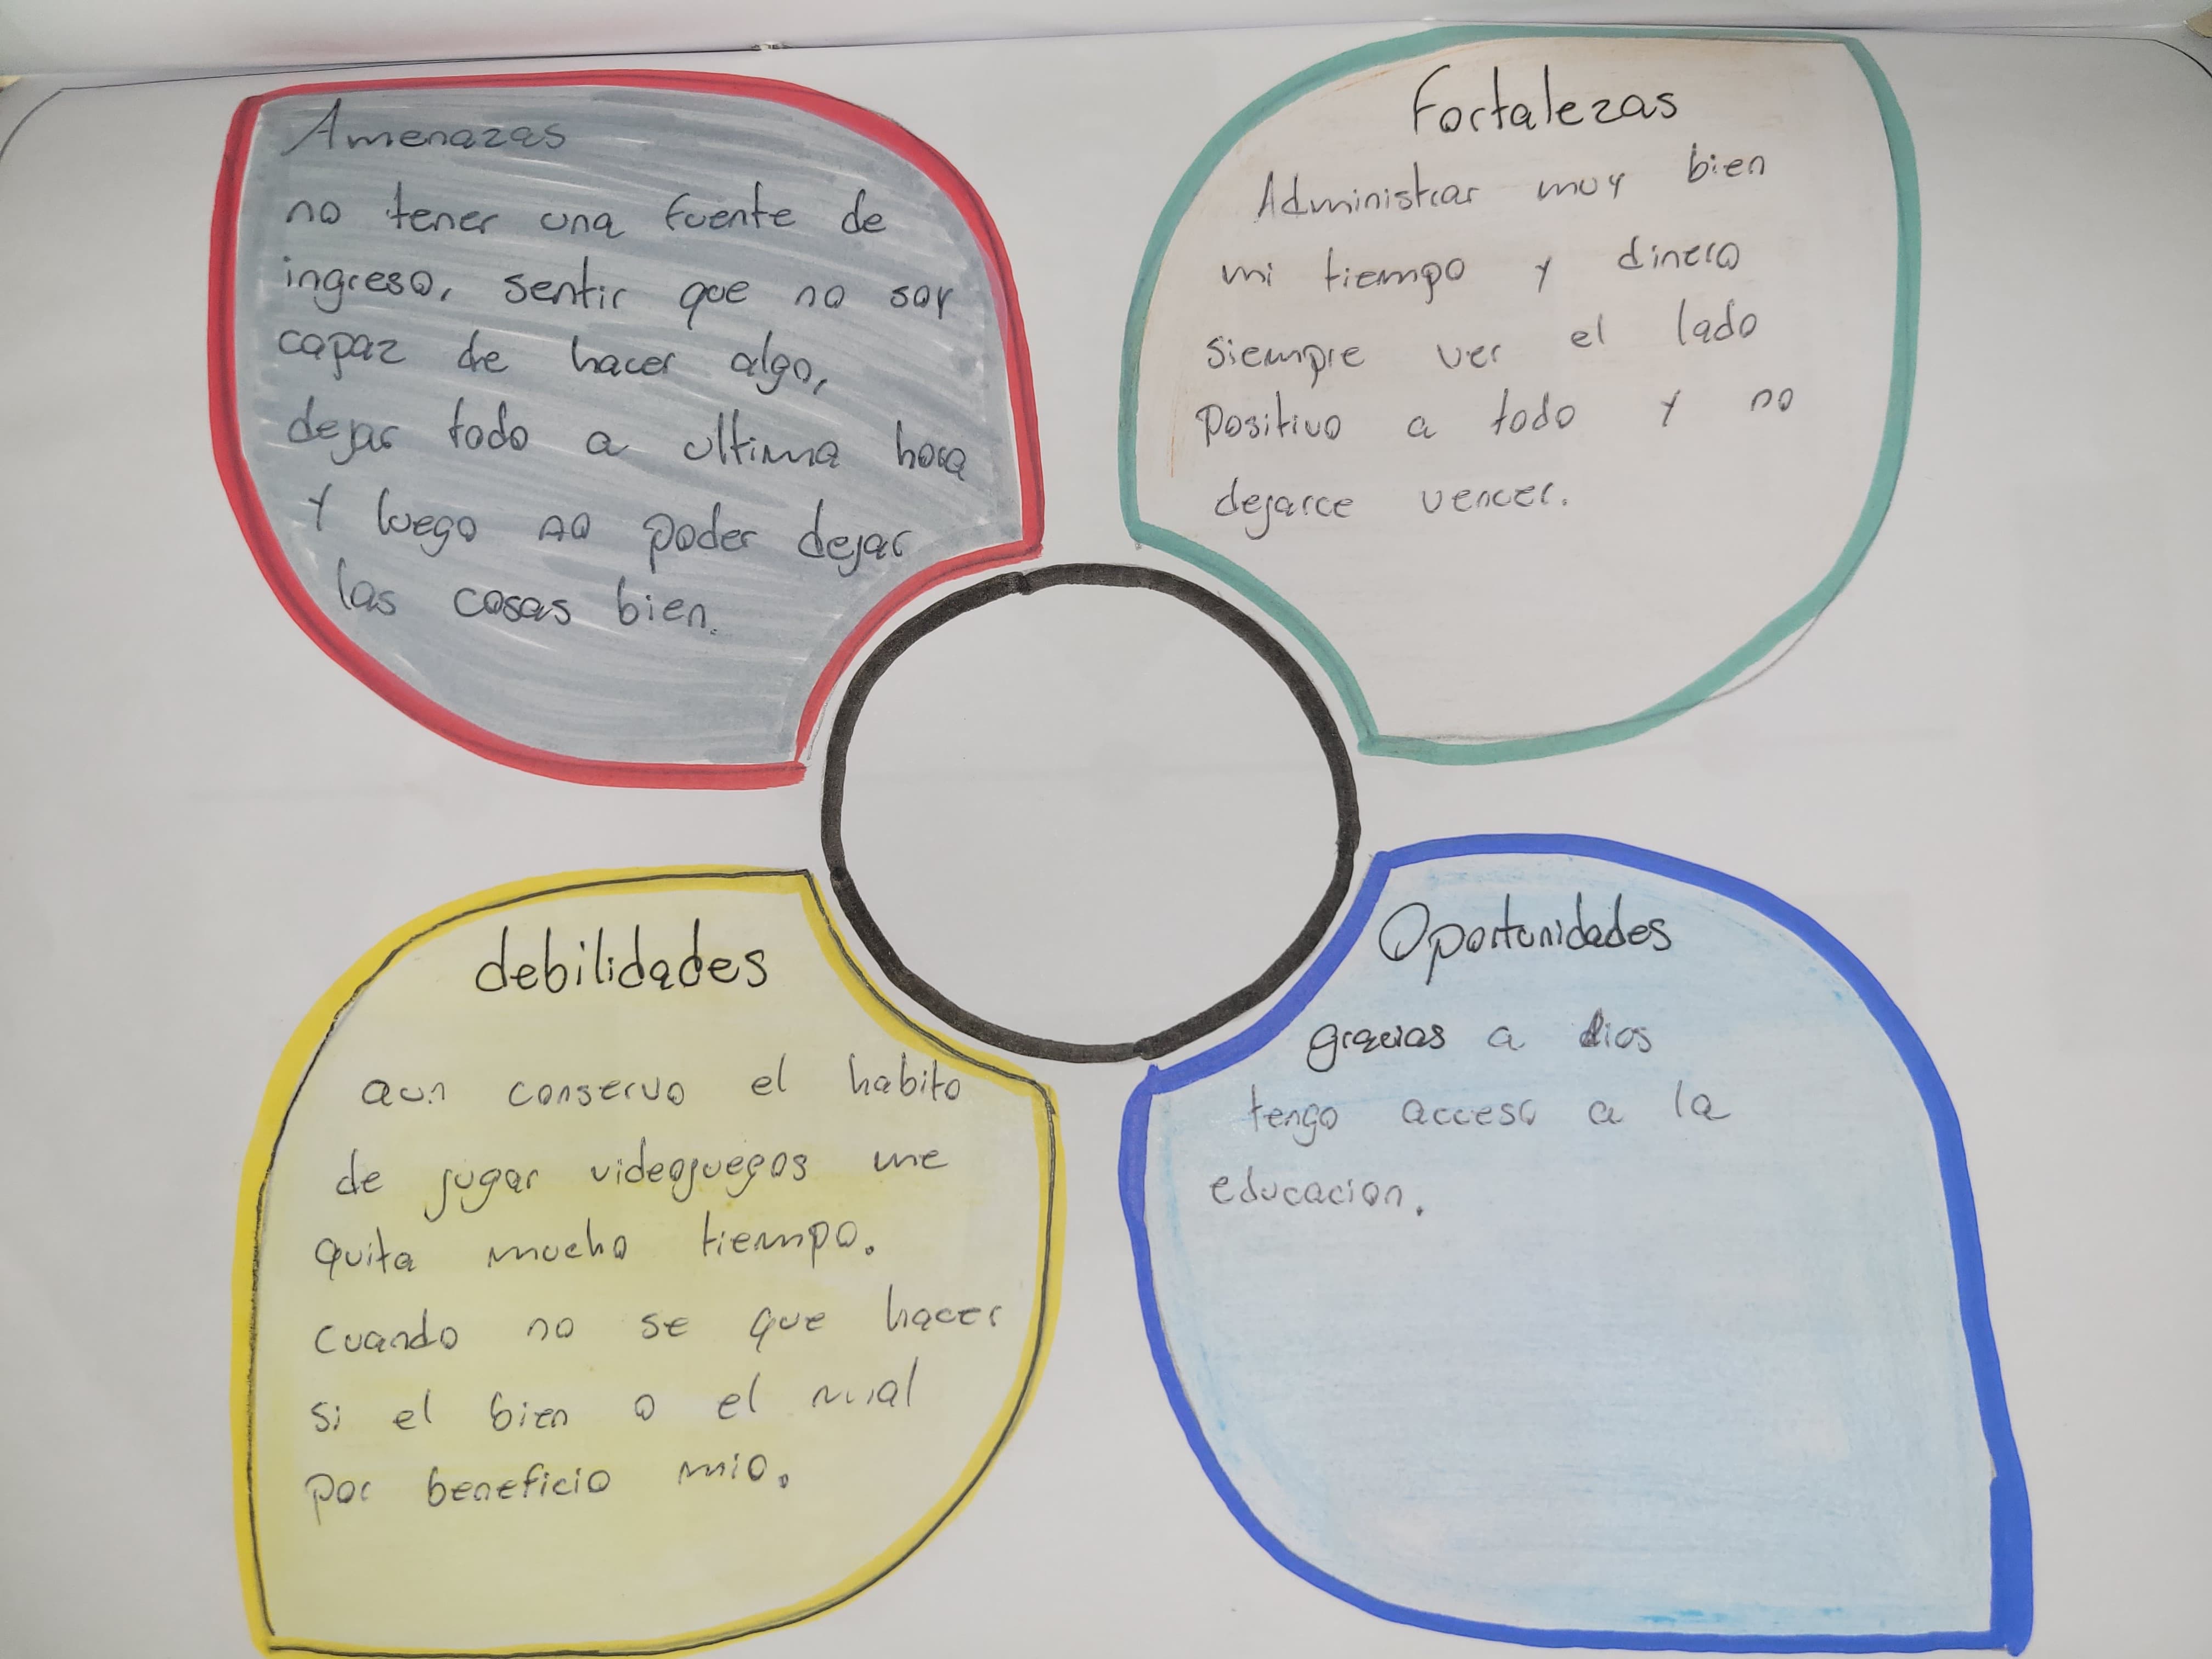 Amenazas
no tener una fuente de
ingreso, sentir que no soy
capaz de hacer algo,
dejar todo a ultima hora
y luego no poder dejar
las cosas bien.
Fortalezas
Administrar muy bien
mi tiempo y dinero
siempre ver el lado
Positivo a todo y no
dejarce vencer.
debilidades
aun conservo el habito
de jugar videojuegos me
quita mucho tiempo.
cuando no se que hacer
si el bien o el mal
por beneficio mio.
Oportunidades
gracias a dios
tengo acceso a la
educacion.